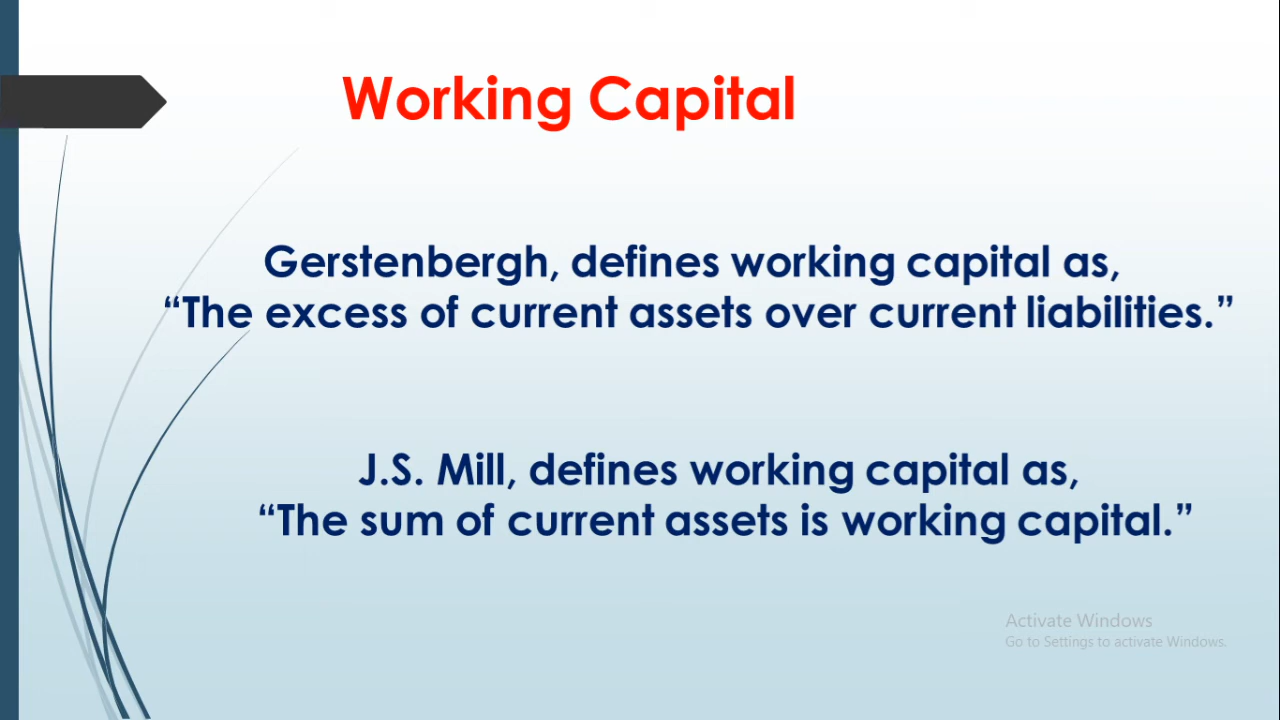 Working Capital
Gerstenbergh, defines working capital as,
“The excess of current assets over current liabilities.”
J.S. Mill, defines working capital as,
“The sum of current assets is working capital.”
Activate Windows
Go to Settings to activate Windows.